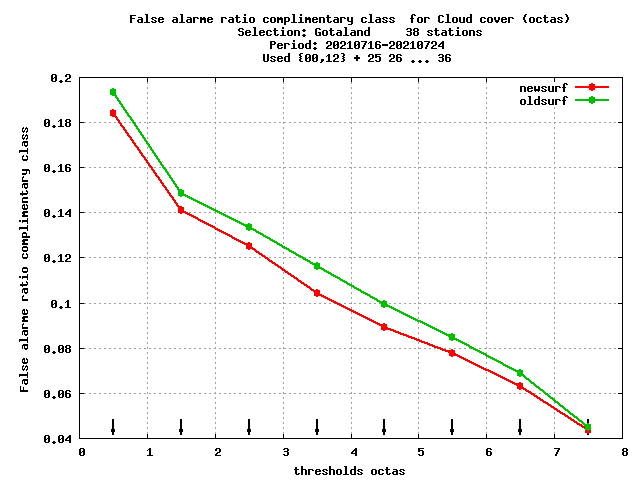 False alarme ratio complimentary class  for Cloud cover (octas)
Selection: Gotaland     38 stations
Period: 20210716-20210724
Used {00,12} + 25 26 ... 36
newsurf
oldsurf
False alarme ratio complimentary class
0.2
0.18
0.16
0.14
0.12
0.1
0.08
0.06
0.04
0 1 2 3 4 5 6 7 8
thresholds octas